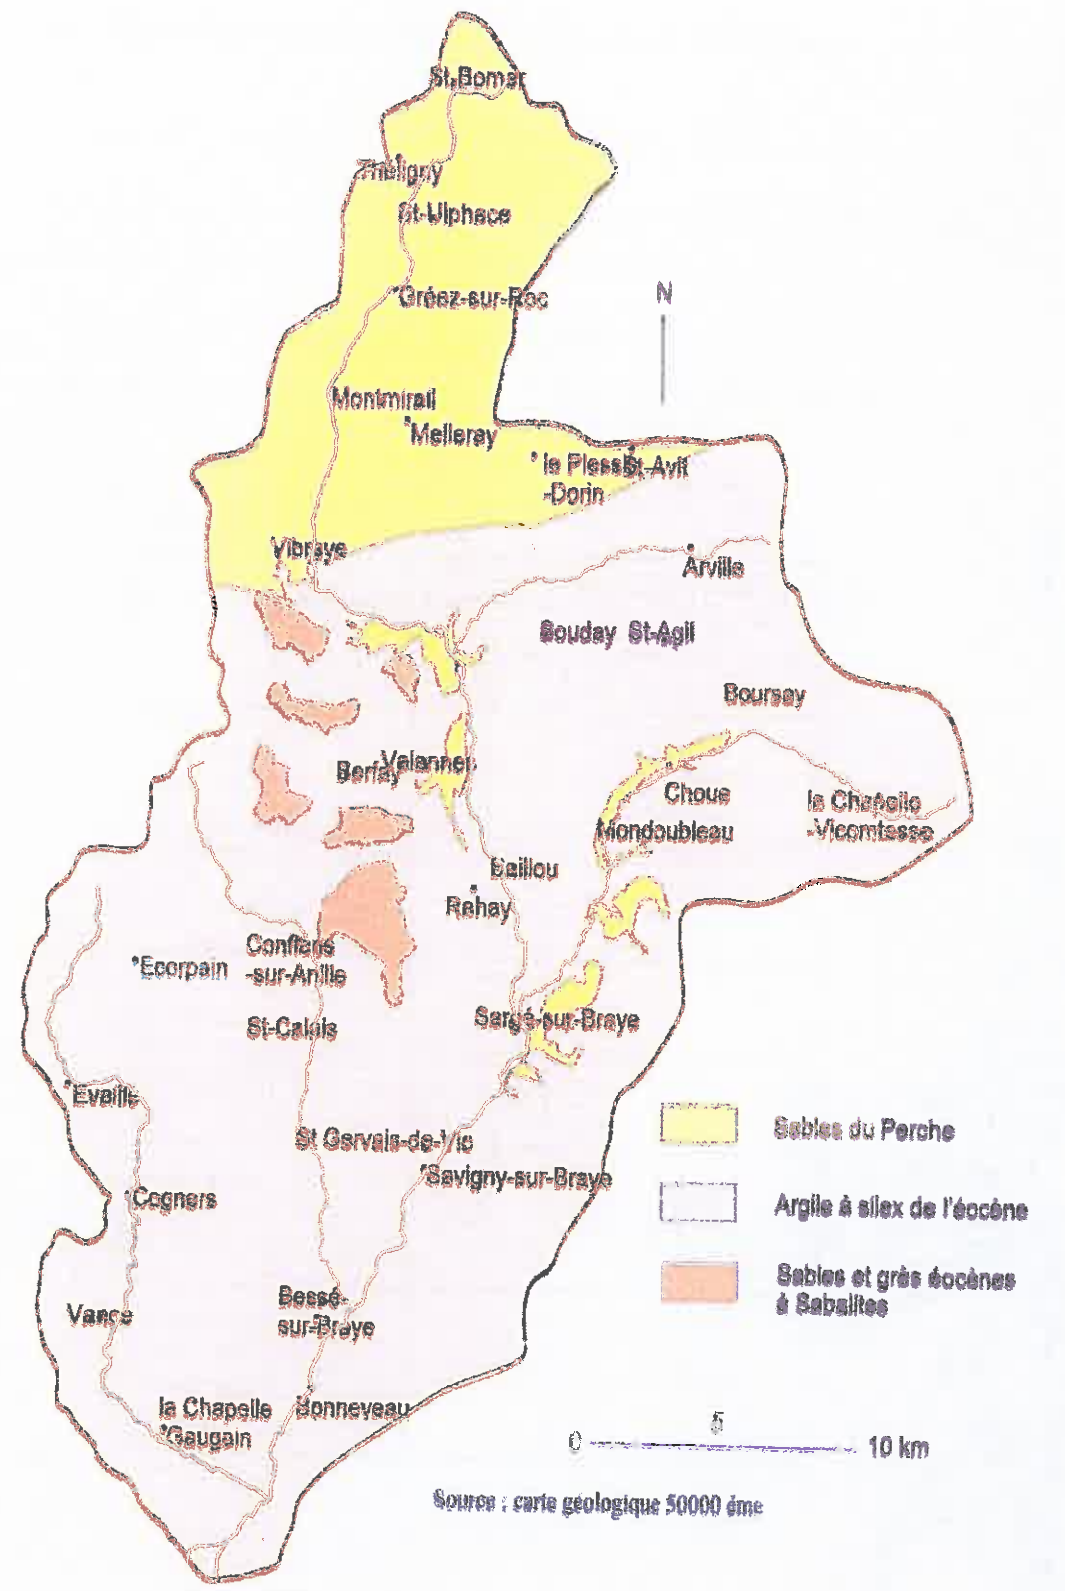 St.Bomer
Théligny
St-Ulphace
Gréez-sur-Roc
N
Montmirail
Melleray
le Plessis
St-Avit
-Dorin
Vibraye
Arville
Souday St-Agil
Boursay
Berfay
Valennes
Choue
la Chapelle
-Vicomtesse
Mondoubleau
Baillou
Rahay
Conflans
-sur-Anille
Ecorpain
St-Calais
Sargé-sur-Braye
Evaillé
Sables du Perche
St Gervais-de-Vic
Savigny-sur-Braye
Cogners
Argile à silex de l'éocène
Sables et grès éocènes
à Sabalites
Bessé-
sur-Braye
Vance
la Chapelle
Gaugain
Bonneveau
0
5
10 km
Source : carte géologique 50000 éme